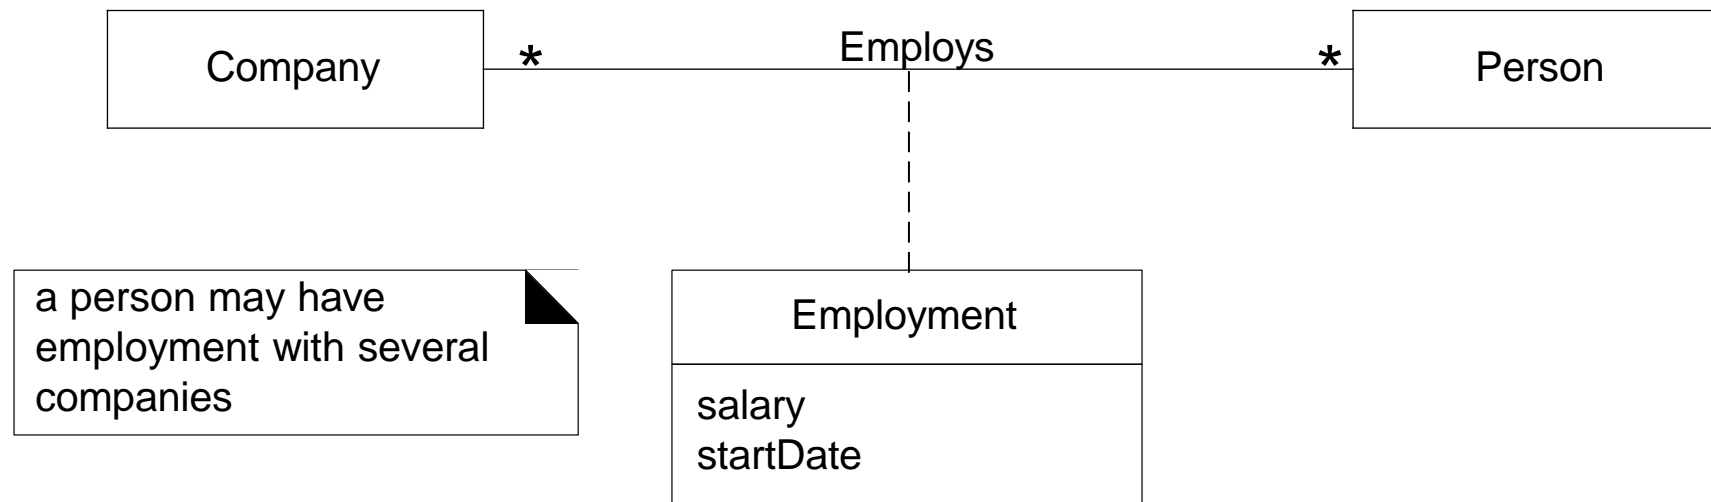 Company
*
Employs
*
Person
a person may have
employment with several
companies
Employment
salary
startDate